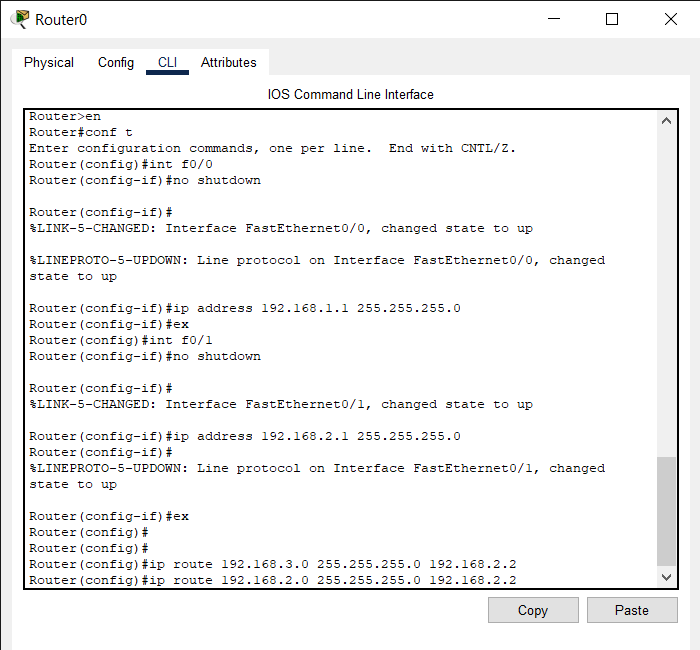 Router0
Physical Config CLI Attributes
IOS Command Line Interface
Router>en
Router#conf t
Enter configuration commands, one per line.  End with CNTL/Z.
Router(config)#int f0/0
Router(config-if)#no shutdown
Router(config-if)#
%LINK-5-CHANGED: Interface FastEthernet0/0, changed state to up
%LINEPROTO-5-UPDOWN: Line protocol on Interface FastEthernet0/0, changed
state to up
Router(config-if)#ip address 192.168.1.1 255.255.255.0
Router(config-if)#ex
Router(config)#int f0/1
Router(config-if)#no shutdown
Router(config-if)#
%LINK-5-CHANGED: Interface FastEthernet0/1, changed state to up
Router(config-if)#ip address 192.168.2.1 255.255.255.0
Router(config-if)#
%LINEPROTO-5-UPDOWN: Line protocol on Interface FastEthernet0/1, changed
state to up
Router(config-if)#ex
Router(config)#
Router(config)#
Router(config)#ip route 192.168.3.0 255.255.255.0 192.168.2.2
Router(config)#ip route 192.168.2.0 255.255.255.0 192.168.2.2
Copy Paste